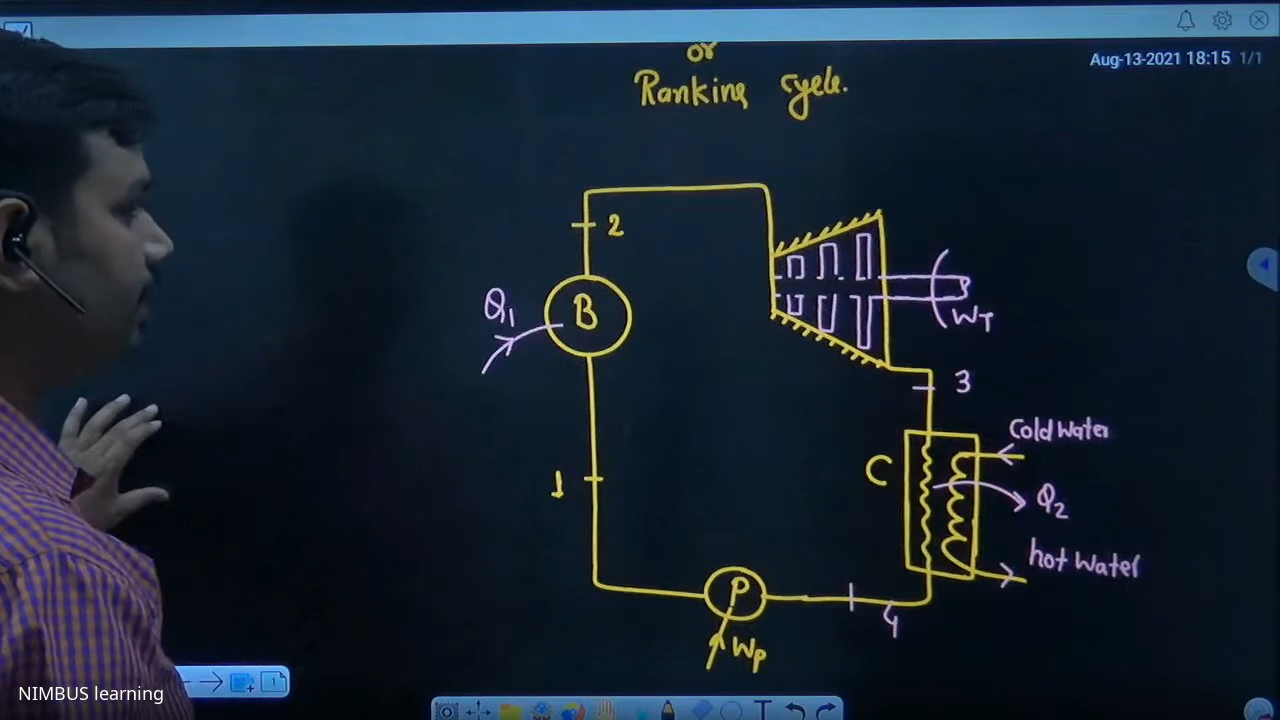 Aug-13-2021 18:15 1/1
or
Rankine cycle.
2
Q1
B
WT
3
Cold Water
C
1
Q2
hot Water
P
4
Wp
NIMBUS learning